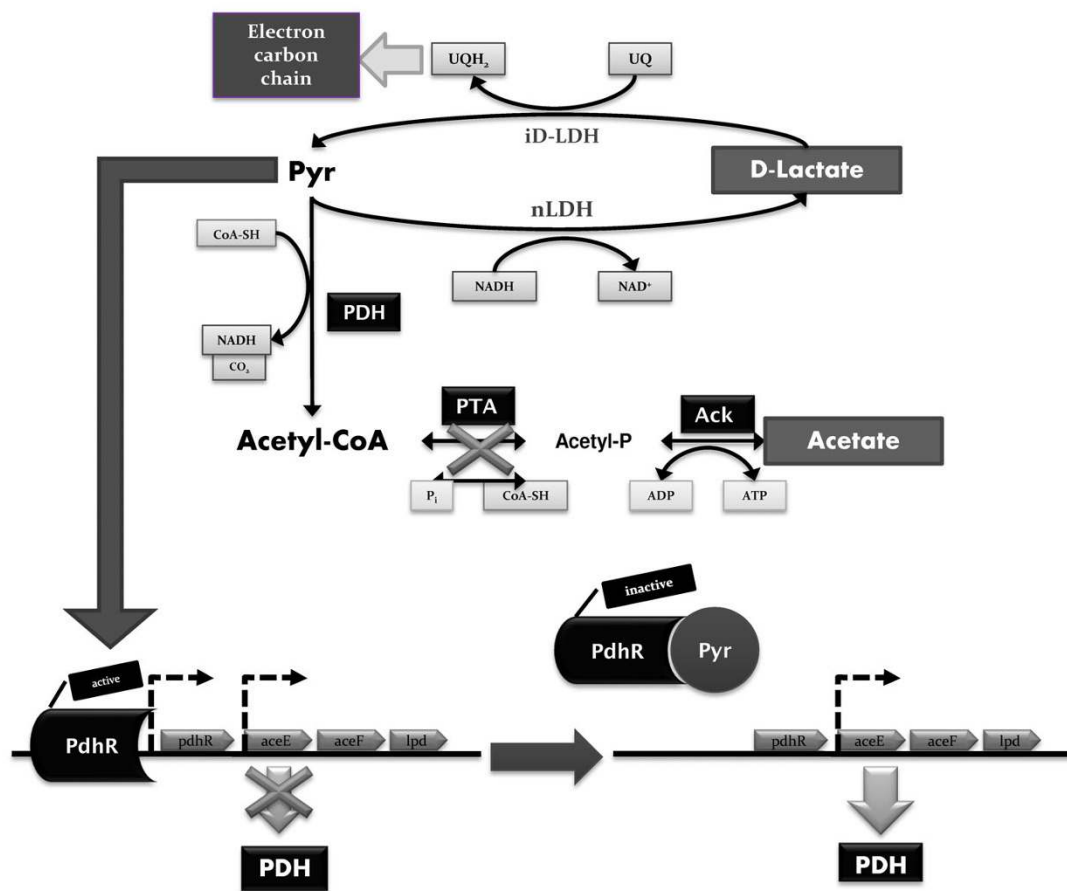 Electron
carbon
chain
UQH₂
UQ
iD-LDH
Pyr
D-Lactate
nLDH
CoA-SH
NADH
NAD⁺
PDH
NADH
CO₂
PTA
Ack
Acetyl-CoA
Acetyl-P
Acetate
Pᵢ
CoA-SH
ADP
ATP
inactive
PdhR
Pyr
active
PdhR
pdhR
aceE
aceF
lpd
pdhR
aceE
aceF
lpd
PDH
PDH